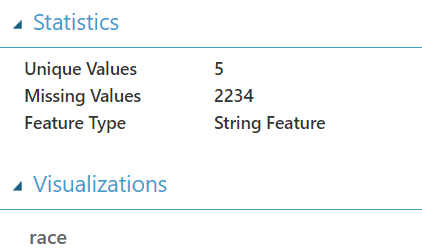 Statistics
Unique Values 5
Missing Values 2234
Feature Type String Feature
Visualizations
race